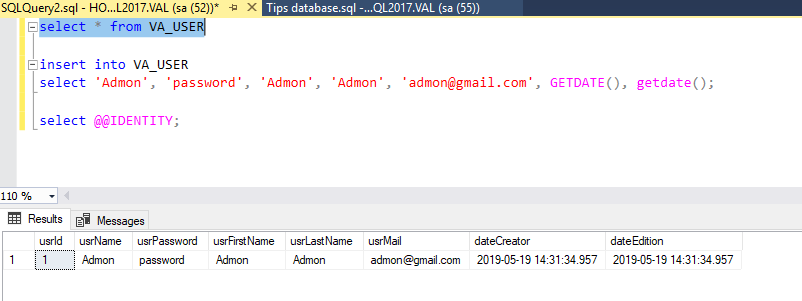 SQLQuery2.sql - HO...L2017.VAL (sa (52))* Tips database.sql -...QL2017.VAL (sa (55))
select * from VA_USER
insert into VA_USER
select 'Admon', 'password', 'Admon', 'Admon', 'admon@gmail.com', GETDATE(), getdate();
select @@IDENTITY;
110 %
Results Messages
usrId usrName usrPassword usrFirstName usrLastName usrMail dateCreator dateEdition
1 1 Admon password Admon Admon admon@gmail.com 2019-05-19 14:31:34.957 2019-05-19 14:31:34.957